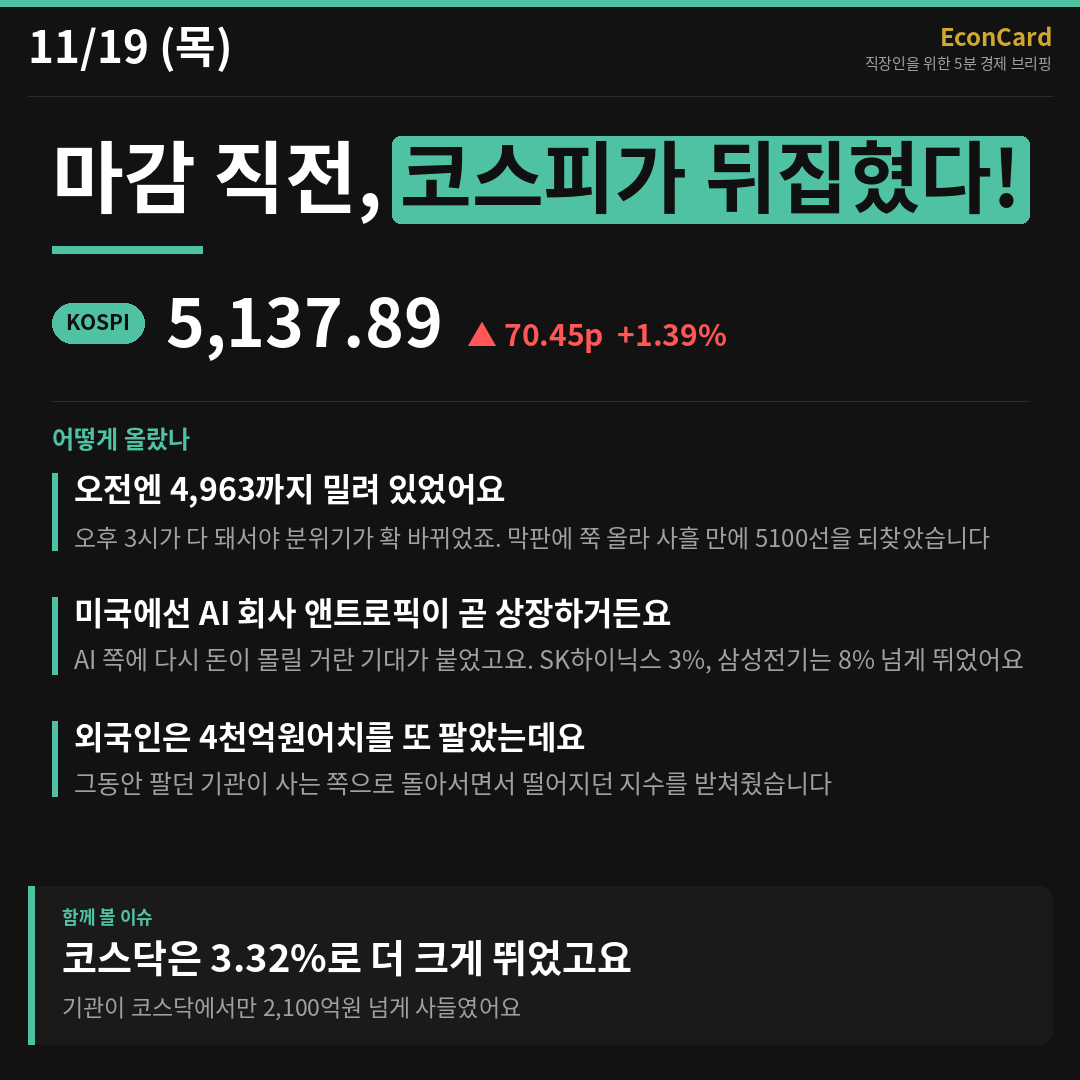 11/19 (목)
EconCard
직장인을 위한 5분 경제 브리핑
마감 직전, 코스피가 뒤집혔다!
KOSPI 5,137.89 ▲ 70.45p +1.39%
어떻게 올랐나
오전엔 4,963까지 밀려 있었어요
오후 3시가 다 돼서야 분위기가 확 바뀌었죠. 막판에 쭉 올라 사흘 만에 5100선을 되찾았습니다
미국에선 AI 회사 앤트로픽이 곧 상장하거든요
AI 쪽에 다시 돈이 몰릴 거란 기대가 붙었고요. SK하이닉스 3%, 삼성전기는 8% 넘게 뛰었어요
외국인은 4천억원어치를 또 팔았는데요
그동안 팔던 기관이 사는 쪽으로 돌아서면서 떨어지던 지수를 받쳐줬습니다
함께 볼 이슈
코스닥은 3.32%로 더 크게 뛰었고요
기관이 코스닥에서만 2,100억원 넘게 사들였어요